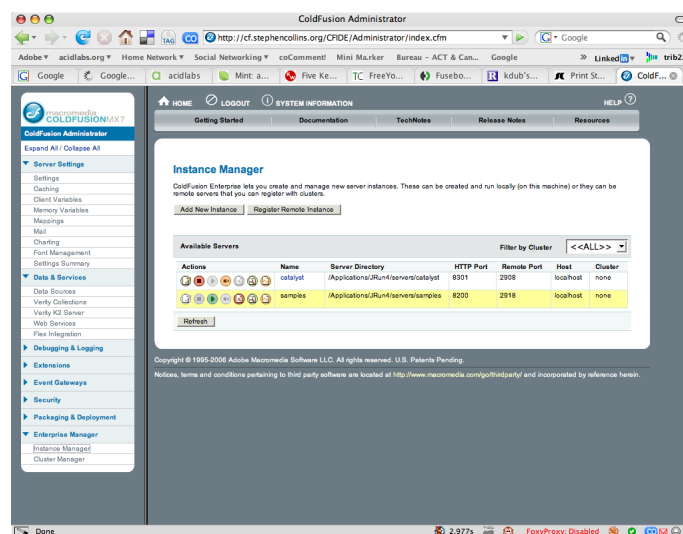 ColdFusion Administrator
TAG CO http://cf.stephencollins.org/CFIDE/Administrator/index.cfm G Google
Adobe acidlabs.org Home Network Social Networking coComment! Mini Ma.rker Bureau - ACT & Can... Google » Linked in trib2
Google Google... acidlabs Mint: a... Five Ke... TC FreeYo... Fusebo... kdub's... Print St... ColdF...
macromedia
COLDFUSION MX7
HOME LOGOUT SYSTEM INFORMATION HELP ?
Getting Started Documentation TechNotes Release Notes Resources
ColdFusion Administrator
Expand All / Collapse All
Server Settings
Settings
Caching
Client Variables
Memory Variables
Mappings
Mail
Charting
Font Management
Settings Summary
Data & Services
Data Sources
Verity Collections
Verity K2 Server
Web Services
Flex Integration
Debugging & Logging
Extensions
Event Gateways
Security
Packaging & Deployment
Enterprise Manager
Instance Manager
Cluster Manager
Instance Manager
ColdFusion Enterprise lets you create and manage new server instances. These can be created and run locally (on this machine) or they can be
remote servers that you can register with clusters.
Add New Instance Register Remote Instance
Available Servers Filter by Cluster <<ALL>>
Actions Name Server Directory HTTP Port Remote Port Host Cluster
catalyst /Applications/JRun4/servers/catalyst 8301 2908 localhost none
samples /Applications/JRun4/servers/samples 8200 2918 localhost none
Refresh
Copyright © 1995-2006 Adobe Macromedia Software LLC. All rights reserved. U.S. Patents Pending.
Notices, terms and conditions pertaining to third party software are located at http://www.macromedia.com/go/thirdparty/ and incorporated by reference herein.
Done 2.977s FoxyProxy: Disabled CO